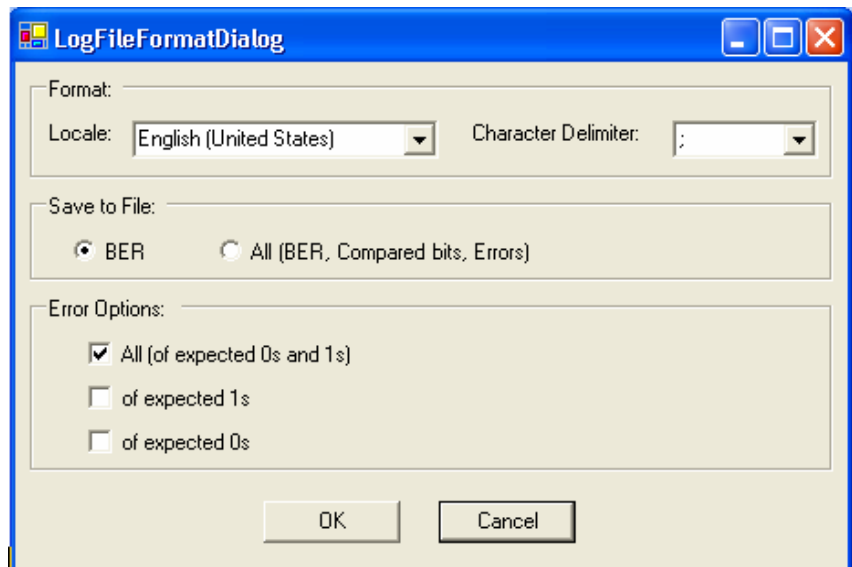 LogFileFormatDialog
Format:
Locale: English (United States) Character Delimiter: ;
Save to File:
BER All (BER, Compared bits, Errors)
Error Options:
All (of expected 0s and 1s)
of expected 1s
of expected 0s
OK Cancel